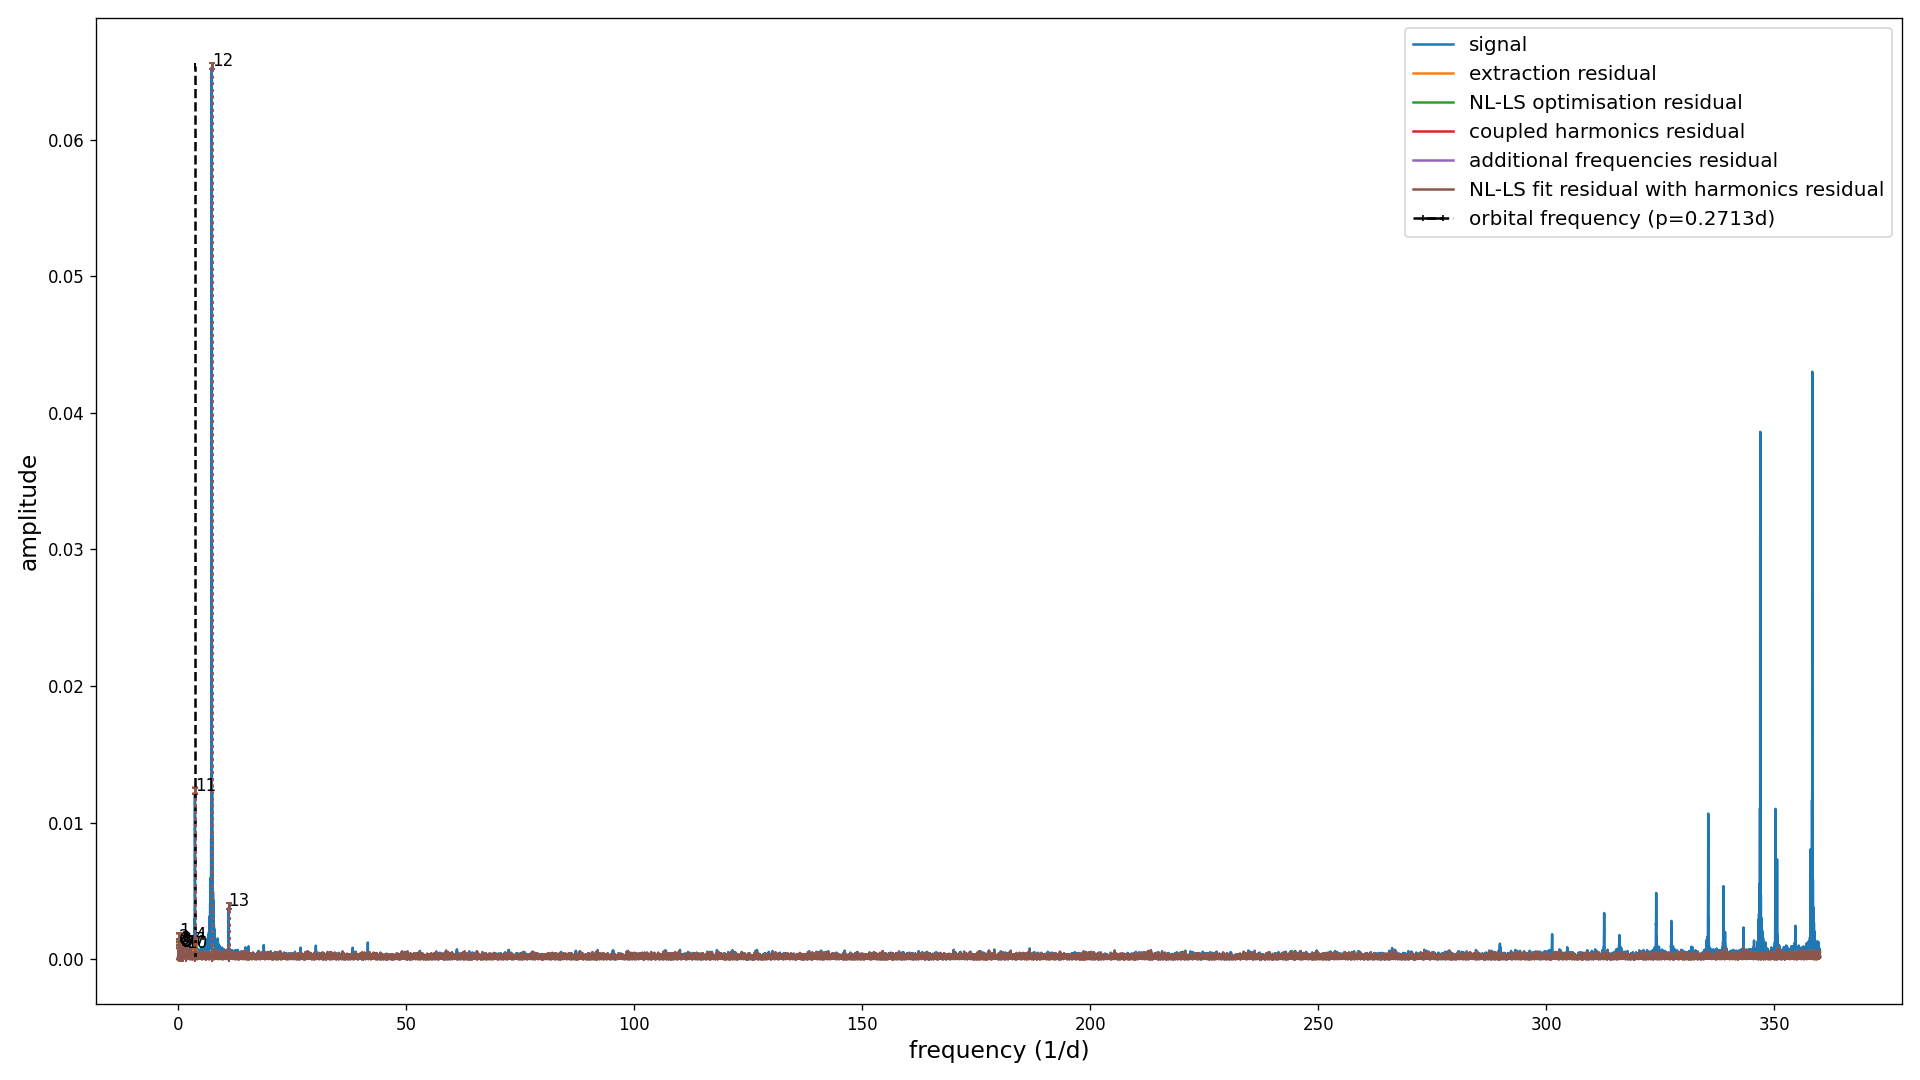 signal
extraction residual
NL-LS optimisation residual
coupled harmonics residual
additional frequencies residual
NL-LS fit residual with harmonics residual
orbital frequency (p=0.2713d)
12
11
13
0.06
0.05
0.04
0.03
0.02
0.01
0.00
amplitude
0
50
100
150
200
250
300
350
frequency (1/d)